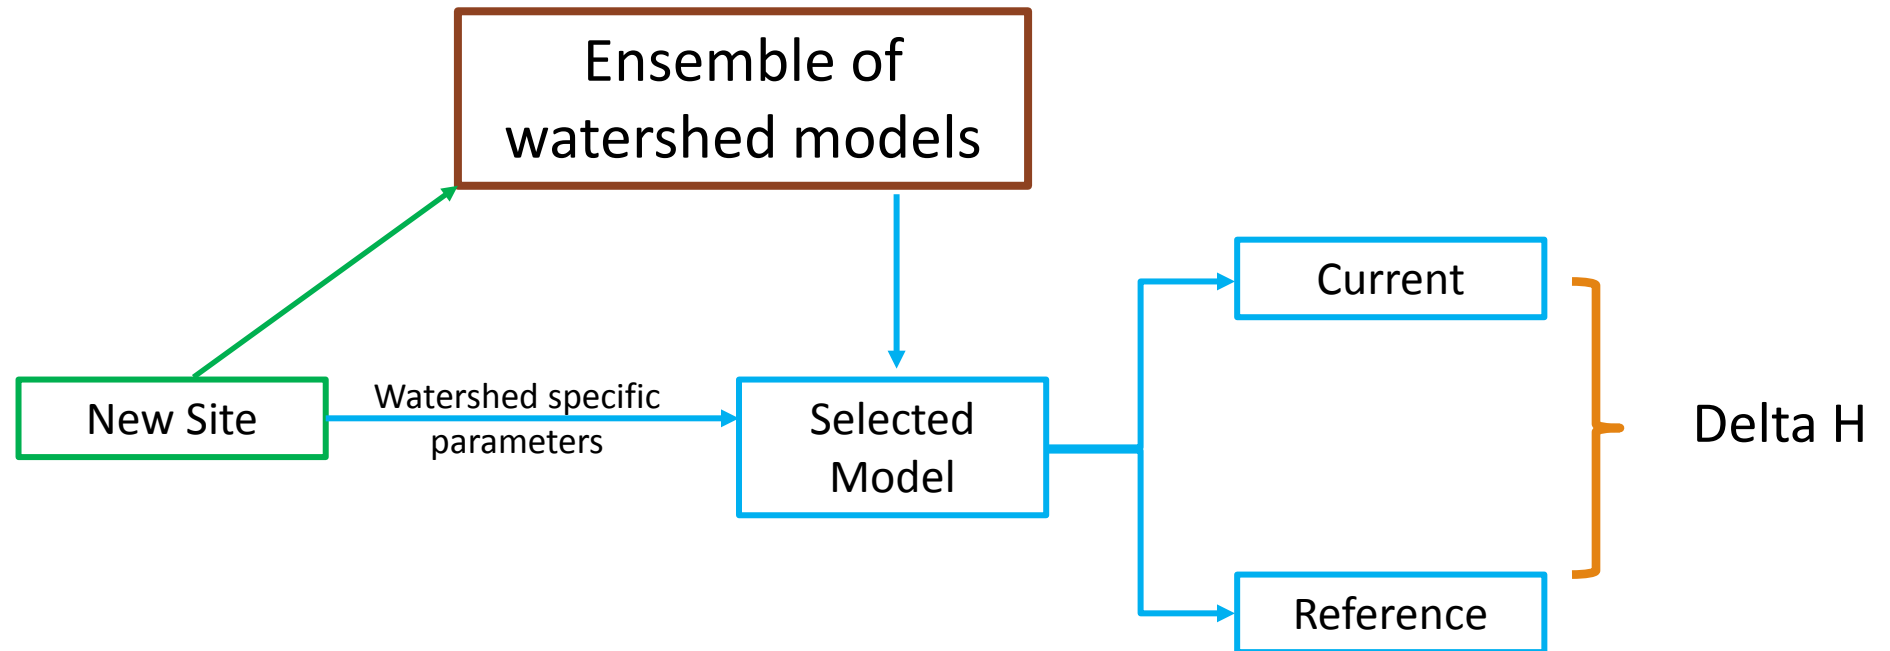 Ensemble of
watershed models
Current
New Site
Watershed specific
parameters
Selected
Model
Delta H
Reference